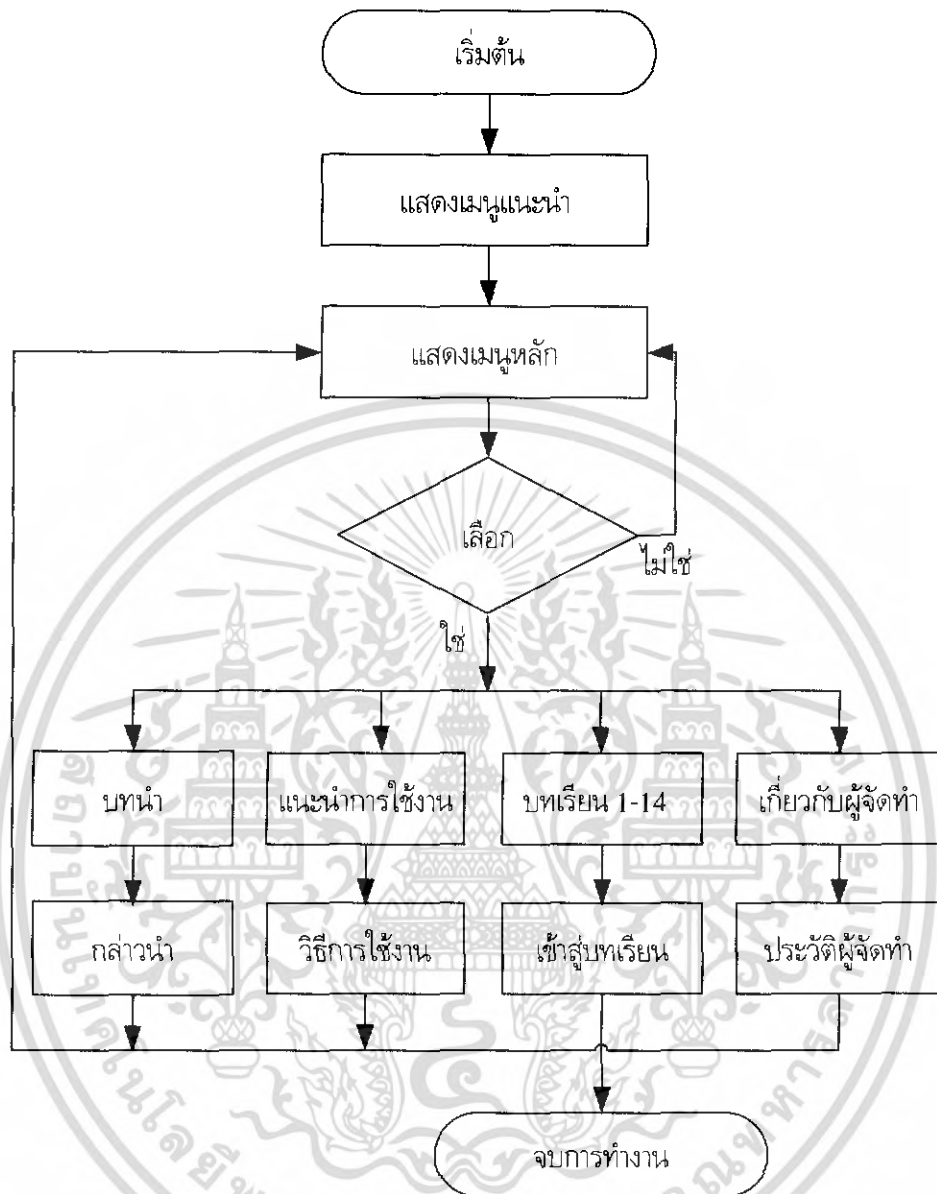 เริ่มต้น
แสดงเมนูแนะนำ
แสดงเมนูหลัก
เลือก
ไม่ใช่
ใช่
บทนำ
แนะนำการใช้งาน
บทเรียน 1-14
เกี่ยวกับผู้จัดทำ
กล่าวนำ
วิธีการใช้งาน
เข้าสู่บทเรียน
ประวัติผู้จัดทำ
จบการทำงาน